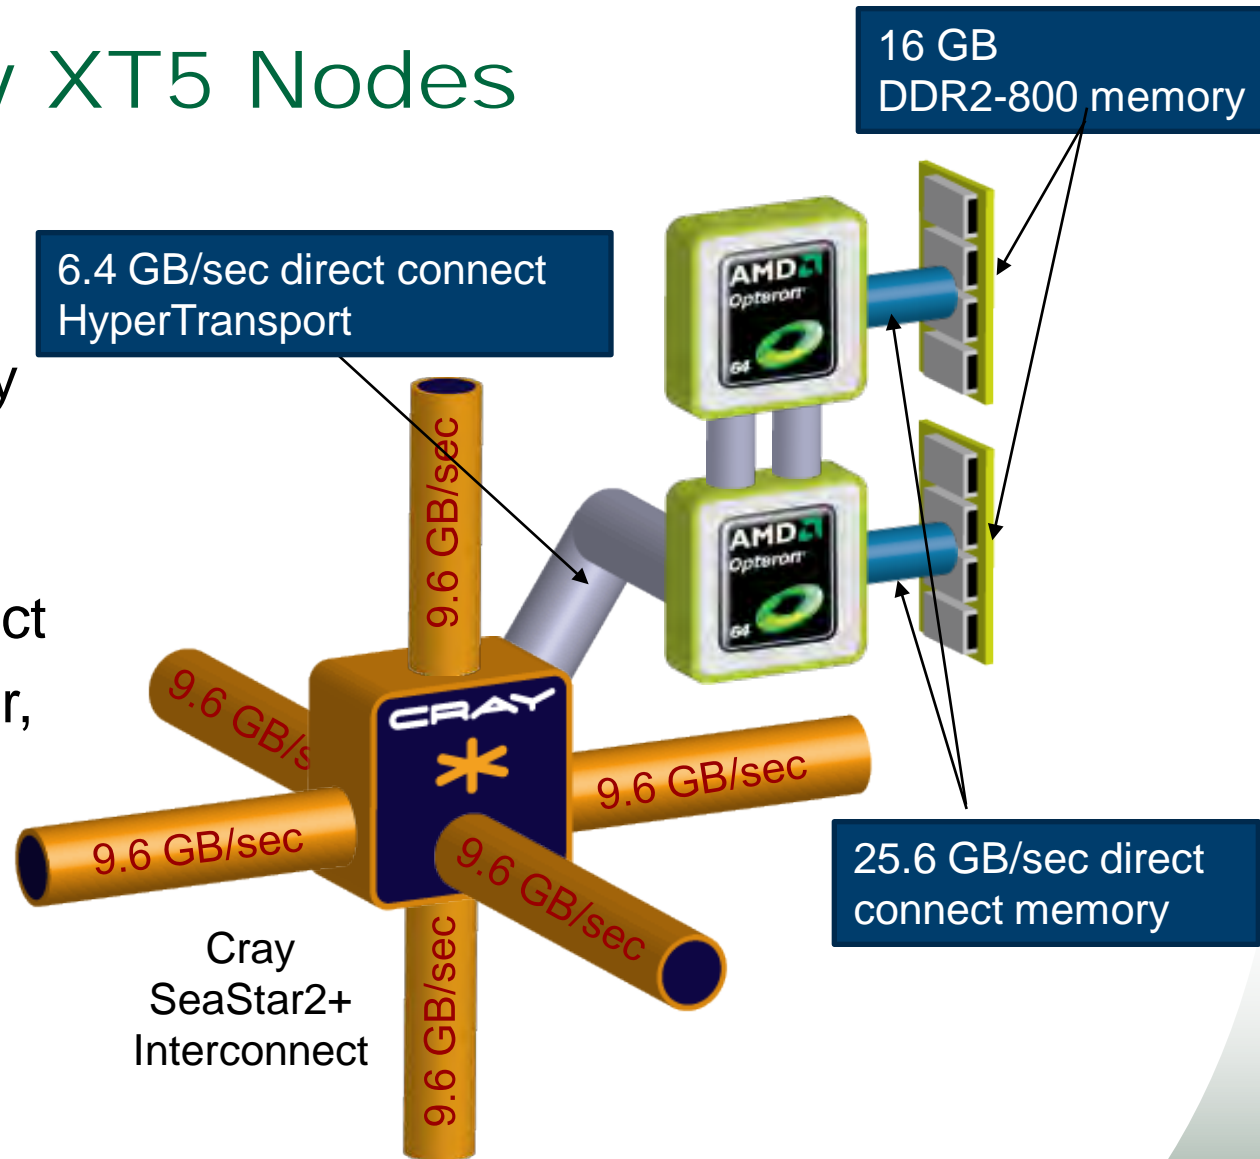 y XT5 Nodes
16 GB
DDR2-800 memory
6.4 GB/sec direct connect
HyperTransport
y
ct
r,
AMD
Opteron
64
AMD
Opteron
64
9.6 GB/sec
9.6 GB/s
CRAY
9.6 GB/sec
9.6 GB/sec
9.6 GB/sec
9.6 GB/sec
25.6 GB/sec direct
connect memory
Cray
SeaStar2+
Interconnect